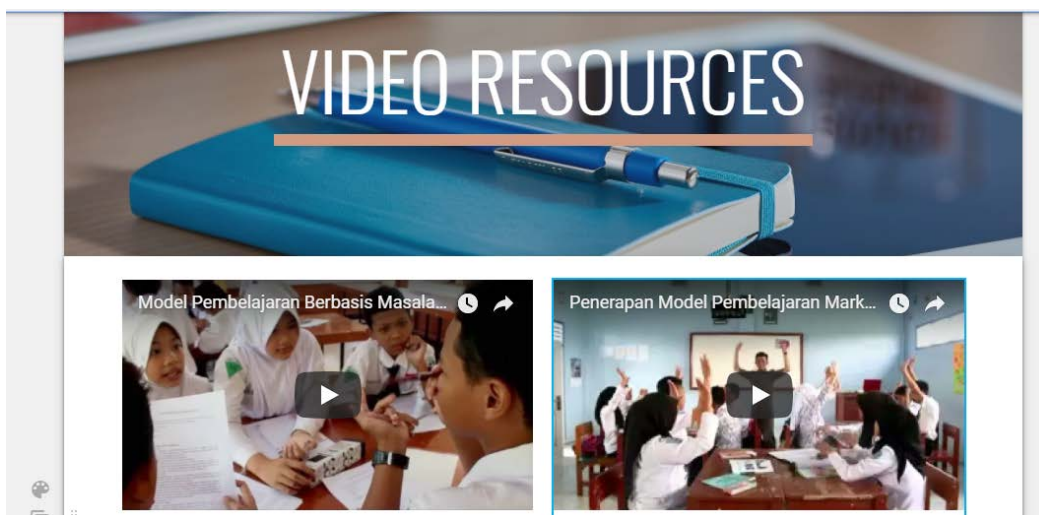 VIDEO RESOURCES
Model Pembelajaran Berbasis Masala...
Penerapan Model Pembelajaran Mark...